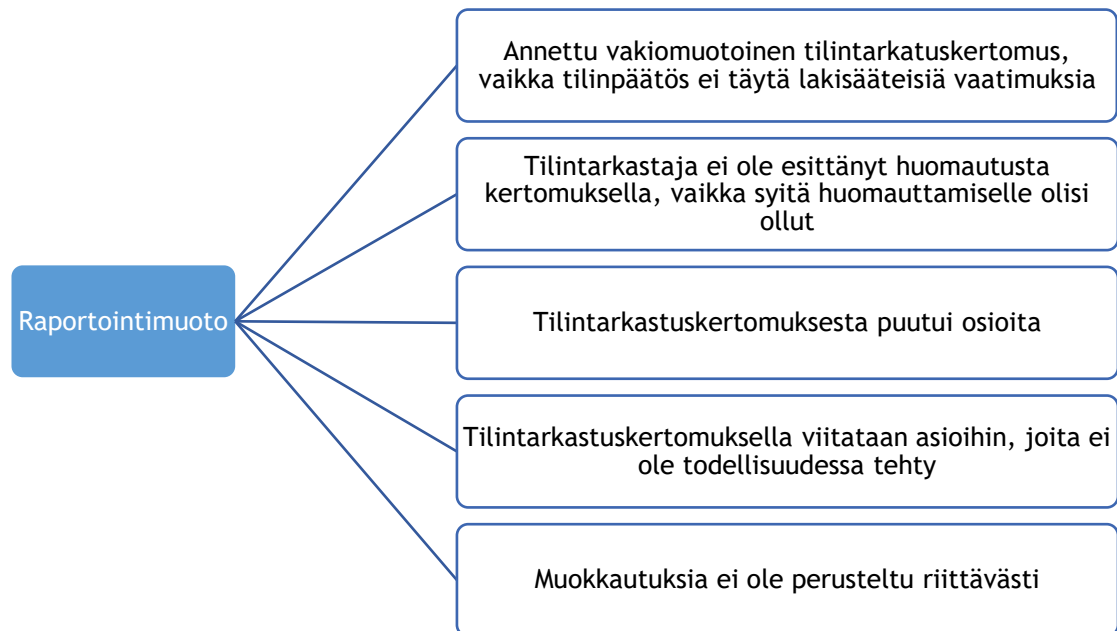 Annettu vakiomuotoinen tilintarkatuskertomus,
vaikka tilinpäätös ei täytä lakisääteisiä vaatimuksia
Tilintarkastaja ei ole esittänyt huomautusta
kertomuksella, vaikka syitä huomauttamiselle olisi
ollut
Raportointimuoto
Tilintarkastuskertomuksesta puutui osioita
Tilintarkastuskertomuksella viitataan asioihin, joita ei
ole todellisuudessa tehty
Muokkautuksia ei ole perusteltu riittävästi